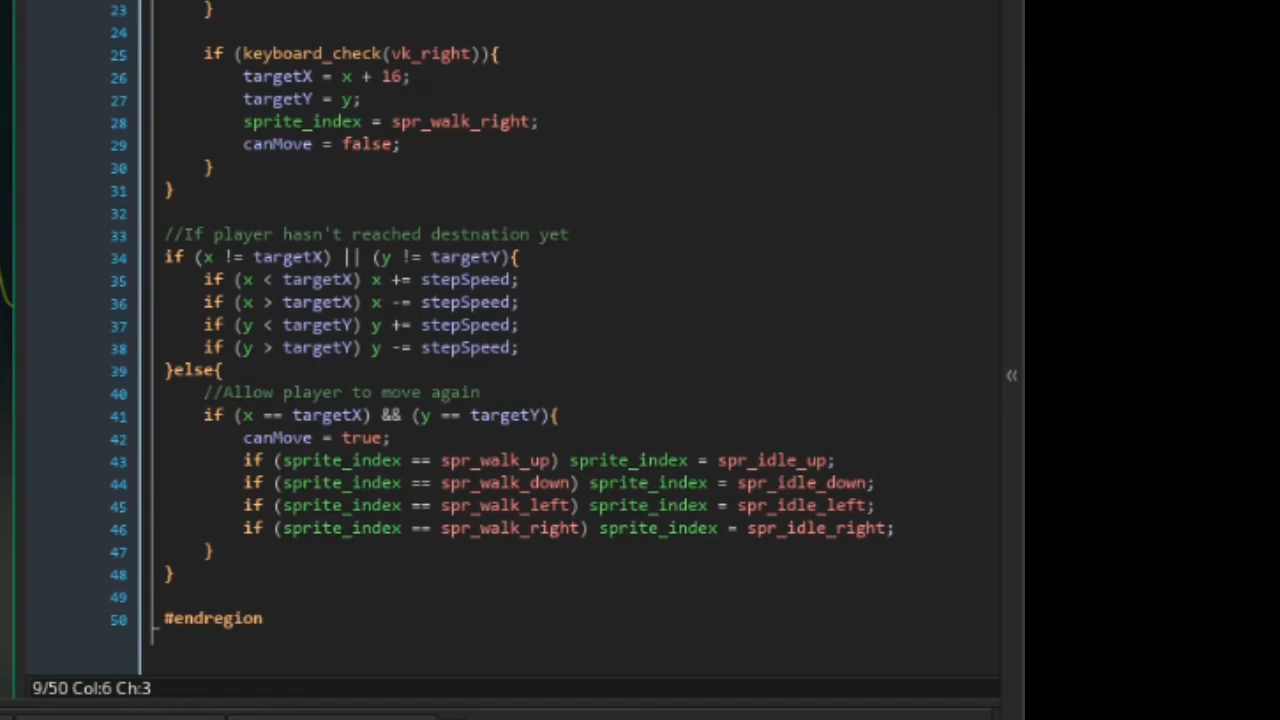 23 }
24
25 if (keyboard_check(vk_right)){
26 targetX = x + 16;
27 targetY = y;
28 sprite_index = spr_walk_right;
29 canMove = false;
30 }
31 }
32
33 //If player hasn't reached destnation yet
34 if (x != targetX) || (y != targetY){
35 if (x < targetX) x += stepSpeed;
36 if (x > targetX) x -= stepSpeed;
37 if (y < targetY) y += stepSpeed;
38 if (y > targetY) y -= stepSpeed;
39 }else{
40 //Allow player to move again
41 if (x == targetX) && (y == targetY){
42 canMove = true;
43 if (sprite_index == spr_walk_up) sprite_index = spr_idle_up;
44 if (sprite_index == spr_walk_down) sprite_index = spr_idle_down;
45 if (sprite_index == spr_walk_left) sprite_index = spr_idle_left;
46 if (sprite_index == spr_walk_right) sprite_index = spr_idle_right;
47 }
48 }
49
50 #endregion
«
9/50 Col:6 Ch:3